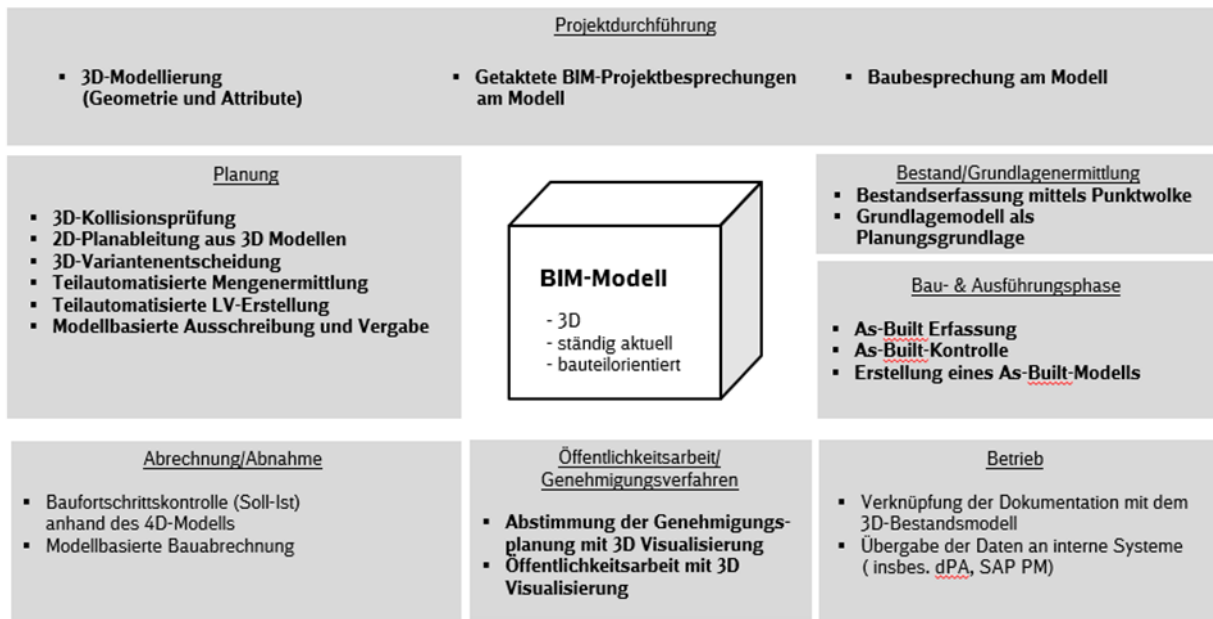 Projektdurchführung
▪ 3D-Modellierung
(Geometrie und Attribute)
▪ Getaktete BIM-Projektbesprechungen
am Modell
▪ Baubesprechung am Modell
Planung
▪ 3D-Kollisionsprüfung
▪ 2D-Planableitung aus 3D Modellen
▪ 3D-Variantenentscheidung
▪ Teilautomatisierte Mengenermittlung
▪ Teilautomatisierte LV-Erstellung
▪ Modellbasierte Ausschreibung und Vergabe
BIM-Modell
- 3D
- ständig aktuell
- bauteilorientiert
Bestand/Grundlagenermittlung
▪ Bestandserfassung mittels Punktwolke
▪ Grundlagemodell als
Planungsgrundlage
Bau- & Ausführungsphase
▪ As-Built Erfassung
▪ As-Built-Kontrolle
▪ Erstellung eines As-Built-Modells
Abrechnung/Abnahme
▪ Baufortschrittskontrolle (Soll-Ist)
anhand des 4D-Modells
▪ Modellbasierte Bauabrechnung
Öffentlichkeitsarbeit/
Genehmigungsverfahren
▪ Abstimmung der Genehmigungs-
planung mit 3D Visualisierung
▪ Öffentlichkeitsarbeit mit 3D
Visualisierung
Betrieb
▪ Verknüpfung der Dokumentation mit dem
3D-Bestandsmodell
▪ Übergabe der Daten an interne Systeme
( insbes. dPA, SAP PM)